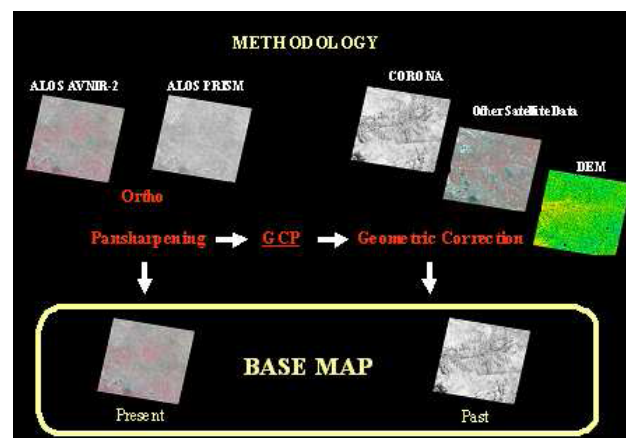 METHODOLOGY
ALOS AVNIR-2
ALOS PRISM
CORONA
Other Satellite Data
DEM
Ortho
Pansharpening
GCP
Geometric Correction
BASE MAP
Present
Past